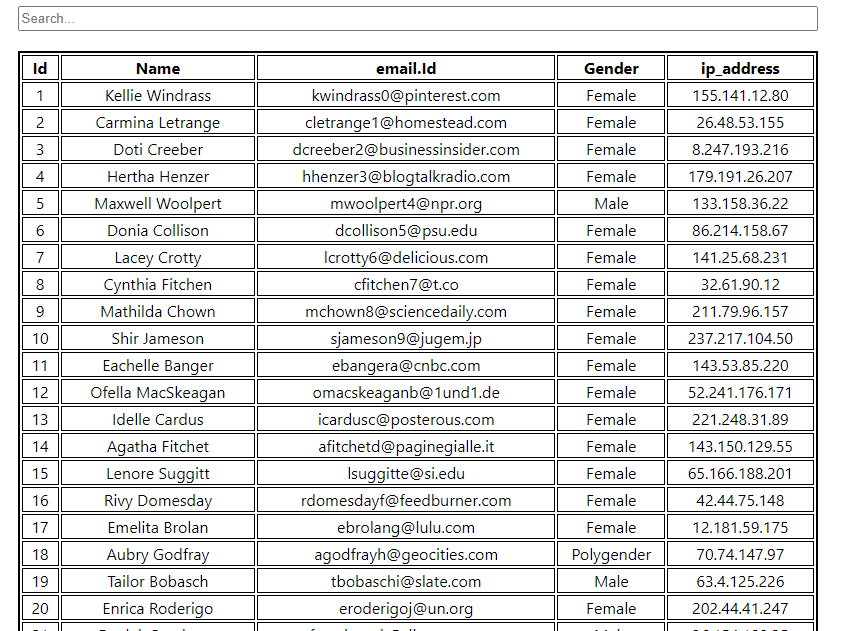 Search...
Id Name email.Id Gender ip_address
1 Kellie Windrass kwindrass0@pinterest.com Female 155.141.12.80
2 Carmina Letrange cletrange1@homestead.com Female 26.48.53.155
3 Doti Creeber dcreeber2@businessinsider.com Female 8.247.193.216
4 Hertha Henzer hhenzer3@blogtalkradio.com Female 179.191.26.207
5 Maxwell Woolpert mwoolpert4@npr.org Male 133.158.36.22
6 Donia Collison dcollison5@psu.edu Female 86.214.158.67
7 Lacey Crotty lcrotty6@delicious.com Female 141.25.68.231
8 Cynthia Fitchen cfitchen7@t.co Female 32.61.90.12
9 Mathilda Chown mchown8@sciencedaily.com Female 211.79.96.157
10 Shir Jameson sjameson9@jugem.jp Female 237.217.104.50
11 Eachelle Banger ebangera@cnbc.com Female 143.53.85.220
12 Ofella MacSkeagan omacskeaganb@1und1.de Female 52.241.176.171
13 Idelle Cardus icardusc@posterous.com Female 221.248.31.89
14 Agatha Fitchet afitchetd@paginegialle.it Female 143.150.129.55
15 Lenore Suggitt lsuggitte@si.edu Female 65.166.188.201
16 Rivy Domesday rdomesdayf@feedburner.com Female 42.44.75.148
17 Emelita Brolan ebrolang@lulu.com Female 12.181.59.175
18 Aubry Godfray agodfrayh@geocities.com Polygender 70.74.147.97
19 Tailor Bobasch tbobaschi@slate.com Male 63.4.125.226
20 Enrica Roderigo eroderigoj@un.org Female 202.44.41.247